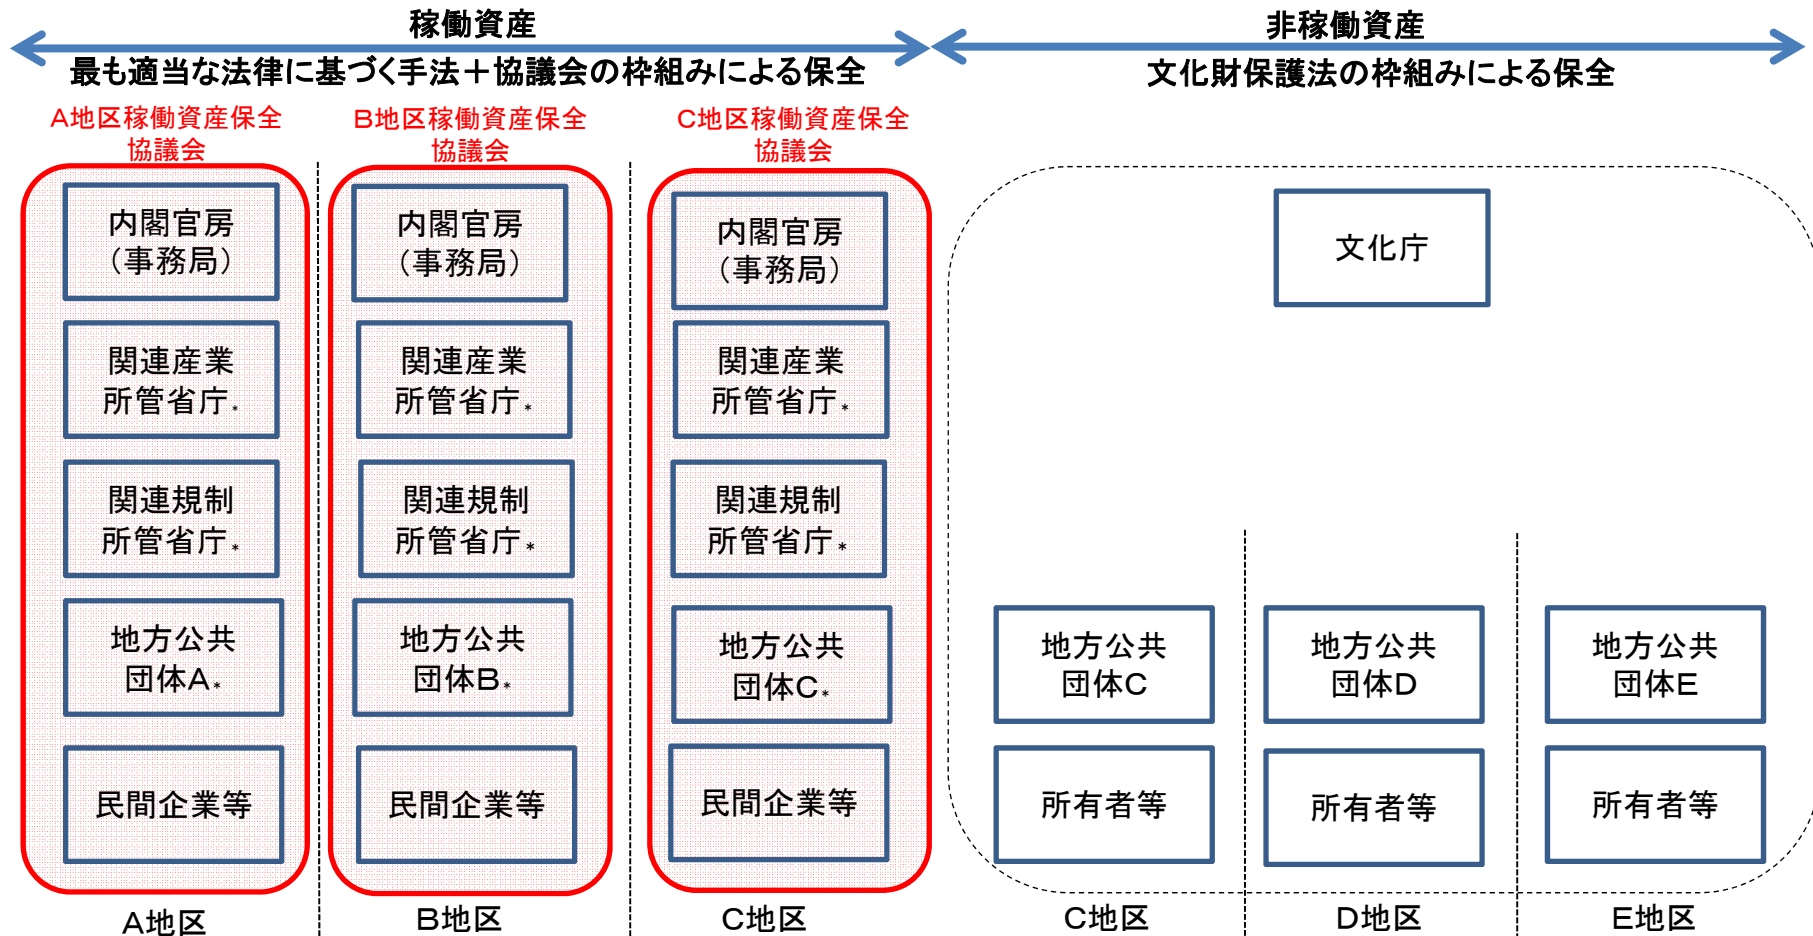 稼働資産
最も適当な法律に基づく手法＋協議会の枠組みによる保全
非稼働資産
文化財保護法の枠組みによる保全
A地区稼働資産保全
協議会
内閣官房
（事務局）
関連産業
所管省庁*
関連規制
所管省庁*
地方公共
団体A*
民間企業等
A地区
B地区稼働資産保全
協議会
内閣官房
（事務局）
関連産業
所管省庁*
関連規制
所管省庁*
地方公共
団体B*
民間企業等
B地区
C地区稼働資産保全
協議会
内閣官房
（事務局）
関連産業
所管省庁*
関連規制
所管省庁*
地方公共
団体C*
民間企業等
C地区
文化庁
地方公共
団体C
所有者等
C地区
地方公共
団体D
所有者等
D地区
地方公共
団体E
所有者等
E地区